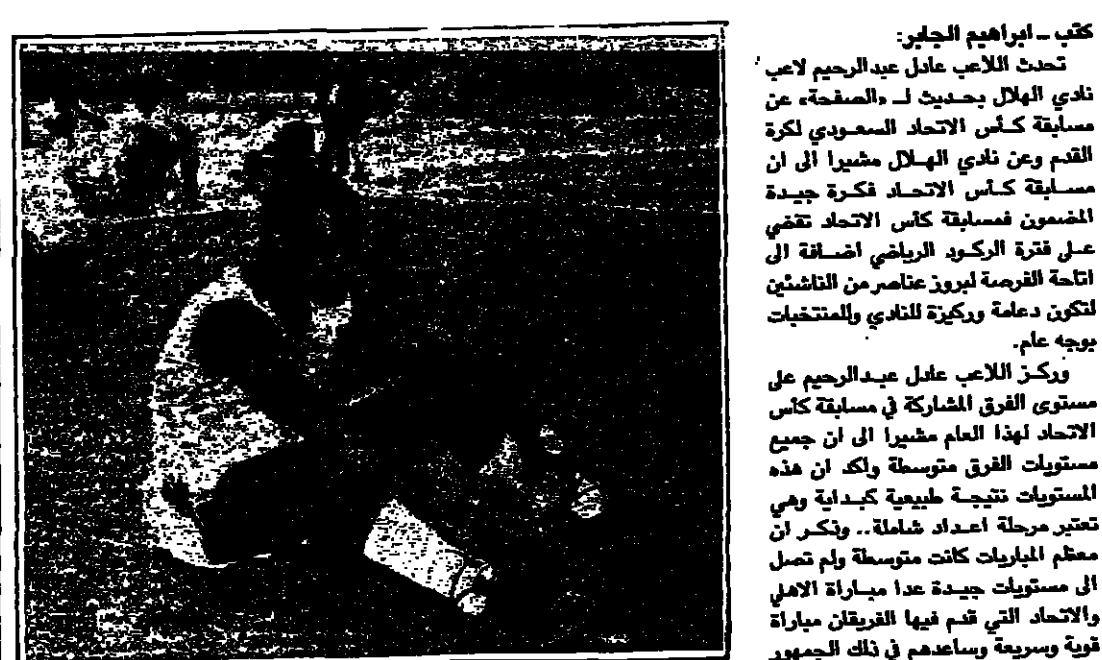 كتب ــ ابراهيم الجابر:
تحدث اللاعب عادل عبدالرحيم لاعب
نادي الهلال بحديث لـ «الصفحة» عن
مسابقة كأس الاتحاد السعودي لكرة
القدم وعن نادي الهلال مشيرا الى ان
مسابقة كأس الاتحاد فكرة جيدة
المضمون فمسابقة كأس الاتحاد تقضي
على فترة الركود الرياضي اضافة الى
اتاحة الفرصة لبروز عناصر من الناشئين
لتكون دعامة وركيزة للنادي وللمنتخبات
بوجه عام.
وركز اللاعب عادل عبدالرحيم على
مستوى الفرق المشاركة في مسابقة كأس
الاتحاد لهذا العام مشيرا الى ان جميع
مستويات الفرق متوسطة واكد ان هذه
المستويات نتيجة طبيعية كبداية وهي
تعتبر مرحلة اعداد شاملة.. وذكر ان
معظم المباريات كانت متوسطة ولم تصل
الى مستويات جيدة عدا مباراة الاهلي
والاتحاد التي قدم فيها الفريقان مباراة
قوية وسريعة وساعدهم في ذلك الجمهور